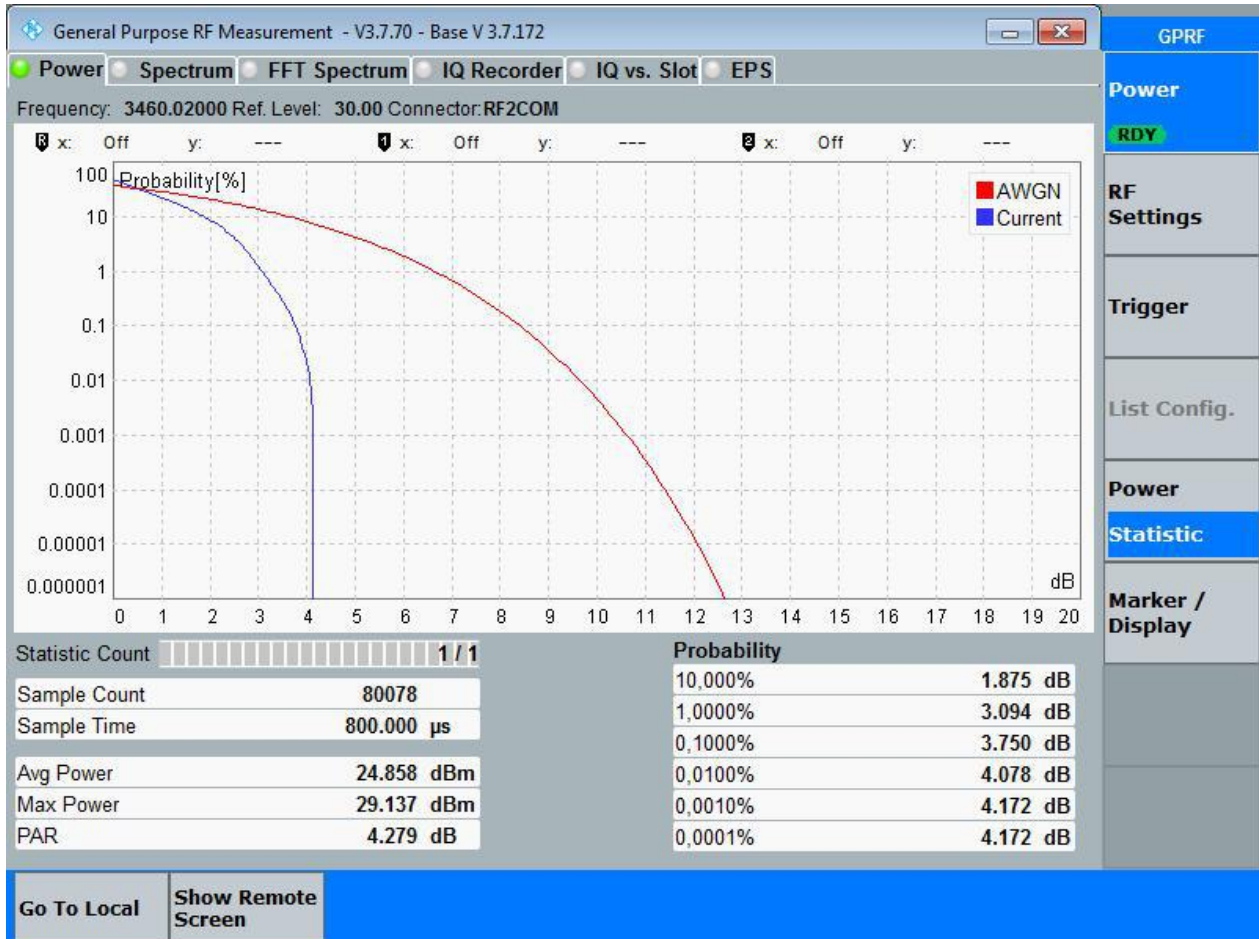 General Purpose RF Measurement - V3.7.70 - Base V 3.7.172
GPRF
Power Spectrum FFT Spectrum IQ Recorder IQ vs. Slot EPS
Frequency: 3460.02000 Ref. Level: 30.00 Connector: RF2COM
R x: Off y: --- 1 x: Off y: --- 2 x: Off y: ---
Probability[%]
100
10
1
0.1
0.01
0.001
0.0001
0.00001
0.000001
AWGN
Current
dB
0 1 2 3 4 5 6 7 8 9 10 11 12 13 14 15 16 17 18 19 20
Statistic Count 1 / 1
Sample Count 80078
Sample Time 800.000 µs
Avg Power 24.858 dBm
Max Power 29.137 dBm
PAR 4.279 dB
Probability
10,000% 1.875 dB
1,0000% 3.094 dB
0,1000% 3.750 dB
0,0100% 4.078 dB
0,0010% 4.172 dB
0,0001% 4.172 dB
Power
RDY
RF
Settings
Trigger
List Config.
Power
Statistic
Marker /
Display
Go To Local
Show Remote
Screen